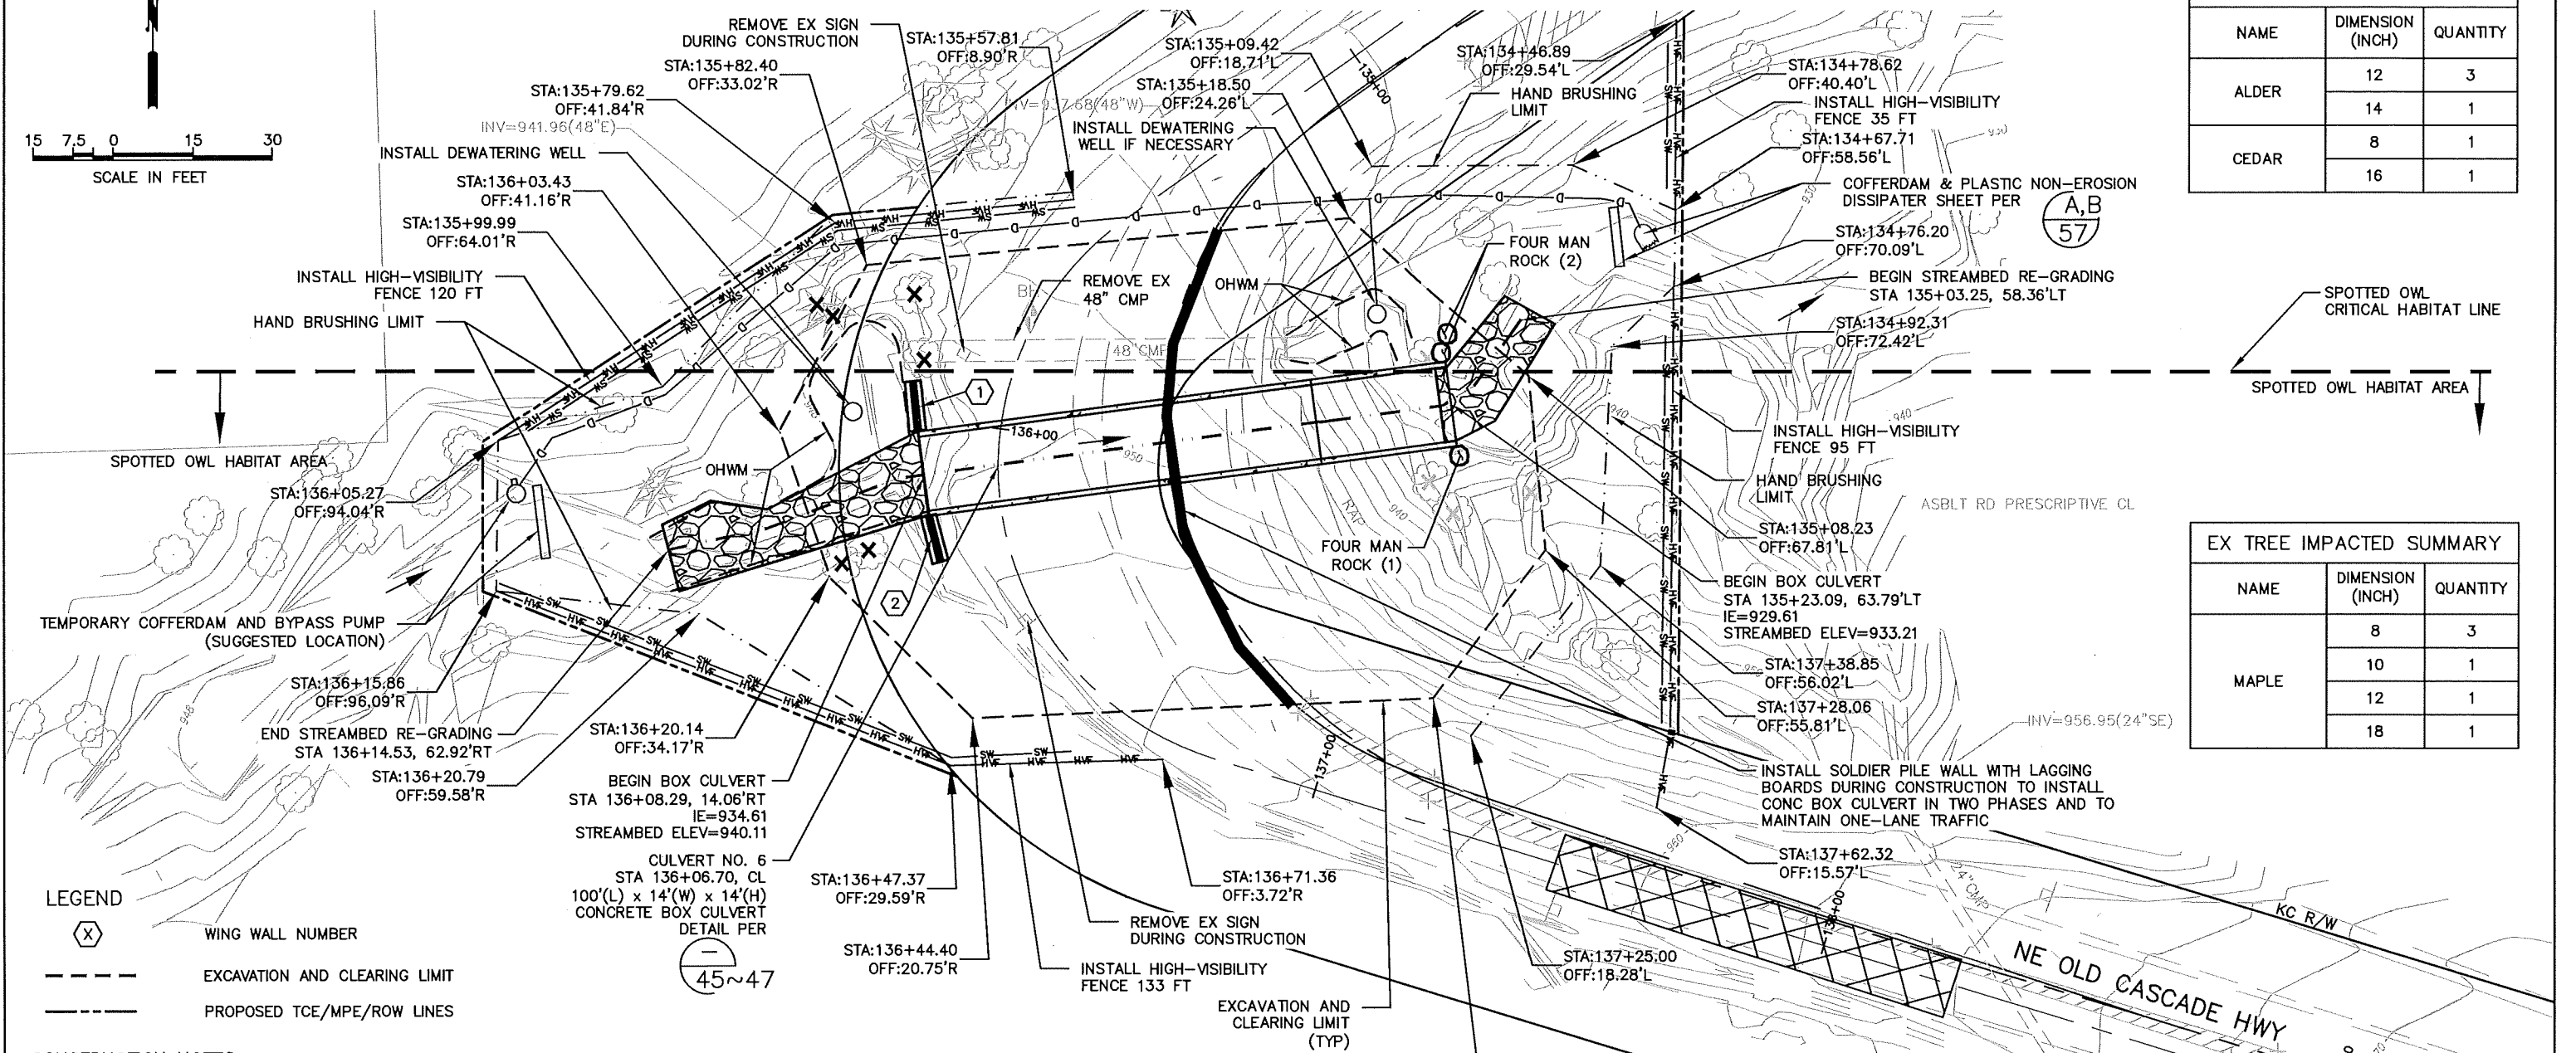 15 7.5 0 15 30
SCALE IN FEET
REMOVE EX SIGN
DURING CONSTRUCTION
STA:135+57.81
OFF:8.90'R
STA:135+82.40
OFF:33.02'R
STA:135+79.62
OFF:41.84'R
INV=941.96(48"E)
INSTALL DEWATERING WELL
STA:136+03.43
OFF:41.16'R
STA:135+99.99
OFF:64.01'R
INSTALL HIGH-VISIBILITY
FENCE 120 FT
HAND BRUSHING LIMIT
SPOTTED OWL HABITAT AREA
STA:136+05.27
OFF:94.04'R
TEMPORARY COFFERDAM AND BYPASS PUMP
(SUGGESTED LOCATION)
STA:136+15.86
OFF:96.09'R
END STREAMBED RE-GRADING
STA 136+14.53, 62.92'RT
STA:136+20.79
OFF:59.58'R
STA:136+20.14
OFF:34.17'R
BEGIN BOX CULVERT
STA 136+08.29, 14.06'RT
IE=934.61
STREAMBED ELEV=940.11
CULVERT NO. 6
STA 136+06.70, CL
100'(L) x 14'(W) x 14'(H)
CONCRETE BOX CULVERT
DETAIL PER
—
45~47
LEGEND
X WING WALL NUMBER
EXCAVATION AND CLEARING LIMIT
PROPOSED TCE/MPE/ROW LINES
STA:135+09.42
OFF:18.71'L
STA:135+18.50
OFF:24.26'L
INSTALL DEWATERING
WELL IF NECESSARY
135+00
STA:134+46.89
OFF:29.54'L
HAND BRUSHING
LIMIT
STA:134+78.62
OFF:40.40'L
INSTALL HIGH-VISIBILITY
FENCE 35 FT
STA:134+67.71
OFF:58.56'L
COFFERDAM & PLASTIC NON-EROSION
DISSIPATER SHEET PER
A,B
57
STA:134+76.20
OFF:70.09'L
BEGIN STREAMBED RE-GRADING
STA 135+03.25, 58.36'LT
STA:134+92.31
OFF:72.42'L
SPOTTED OWL
CRITICAL HABITAT LINE
SPOTTED OWL HABITAT AREA
REMOVE EX
48" CMP
48"CMP
OHWM
FOUR MAN
ROCK (2)
1
136+00
950
OHWM
2
RAP
940
FOUR MAN
ROCK (1)
INSTALL HIGH-VISIBILITY
FENCE 95 FT
HAND BRUSHING
LIMIT
ASBLT RD PRESCRIPTIVE CL
STA:135+08.23
OFF:67.81'L
BEGIN BOX CULVERT
STA 135+23.09, 63.79'LT
IE=929.61
STREAMBED ELEV=933.21
STA:137+38.85
OFF:56.02'L
STA:137+28.06
OFF:55.81'L
INV=956.95(24"SE)
INSTALL SOLDIER PILE WALL WITH LAGGING
BOARDS DURING CONSTRUCTION TO INSTALL
CONC BOX CULVERT IN TWO PHASES AND TO
MAINTAIN ONE-LANE TRAFFIC
STA:137+62.32
OFF:15.57'L
137+00
STA:136+47.37
OFF:29.59'R
STA:136+71.36
OFF:3.72'R
STA:136+44.40
OFF:20.75'R
REMOVE EX SIGN
DURING CONSTRUCTION
INSTALL HIGH-VISIBILITY
FENCE 133 FT
EXCAVATION AND
CLEARING LIMIT
(TYP)
STA:137+25.00
OFF:18.28'L
960
138+00
24"CMP
KC R/W
NE OLD CASCADE HWY
NAME DIMENSION (INCH) QUANTITY
ALDER 12 3
14 1
CEDAR 8 1
16 1
EX TREE IMPACTED SUMMARY
NAME DIMENSION (INCH) QUANTITY
MAPLE 8 3
10 1
12 1
18 1